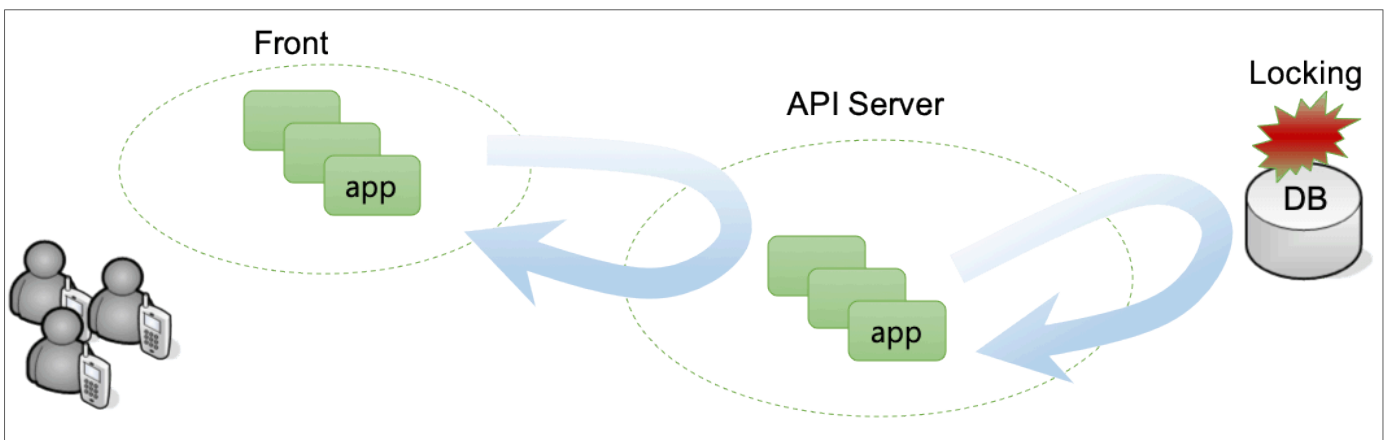 Front
app
API Server
app
Locking
DB